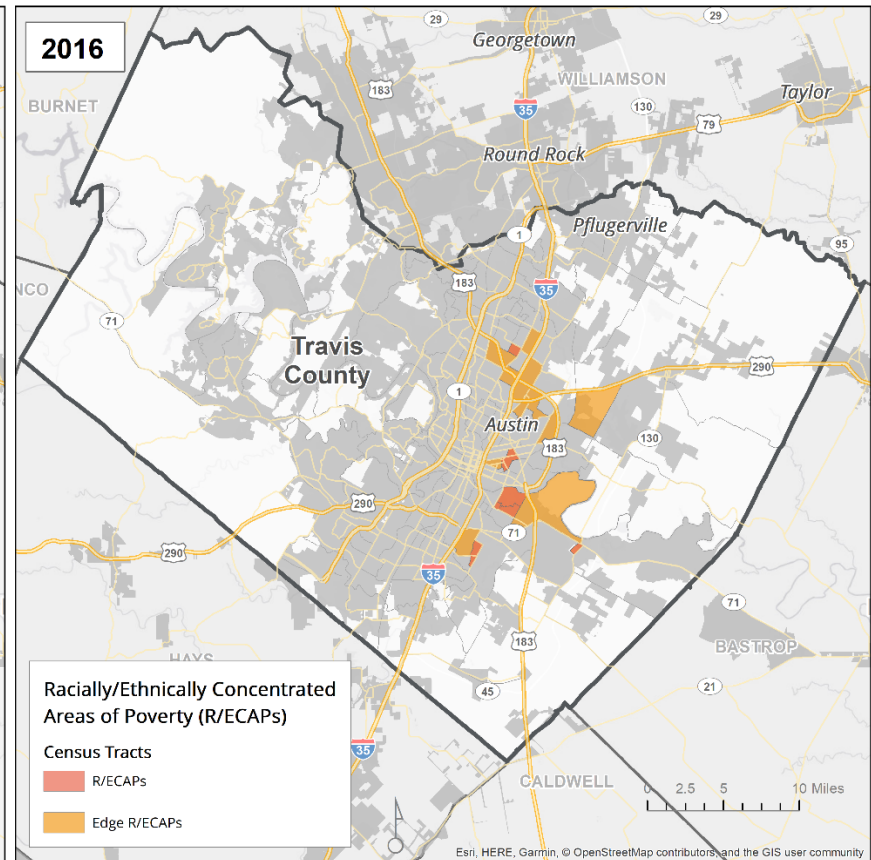 2016
29
29
Georgetown
183
WILLIAMSON
BURNET
35
130
Taylor
79
Round Rock
Pflugerville
1
95
183
35
NCO
71
Travis
County
290
1
Austin
130
183
290
71
290
35
71
183
BASTROP
HAYS
45
21
35
CALDWELL
Racially/Ethnically Concentrated
Areas of Poverty (R/ECAPs)
Census Tracts
R/ECAPs
Edge R/ECAPs
0 2.5 5 10 Miles
Esri, HERE, Garmin, © OpenStreetMap contributors, and the GIS user community